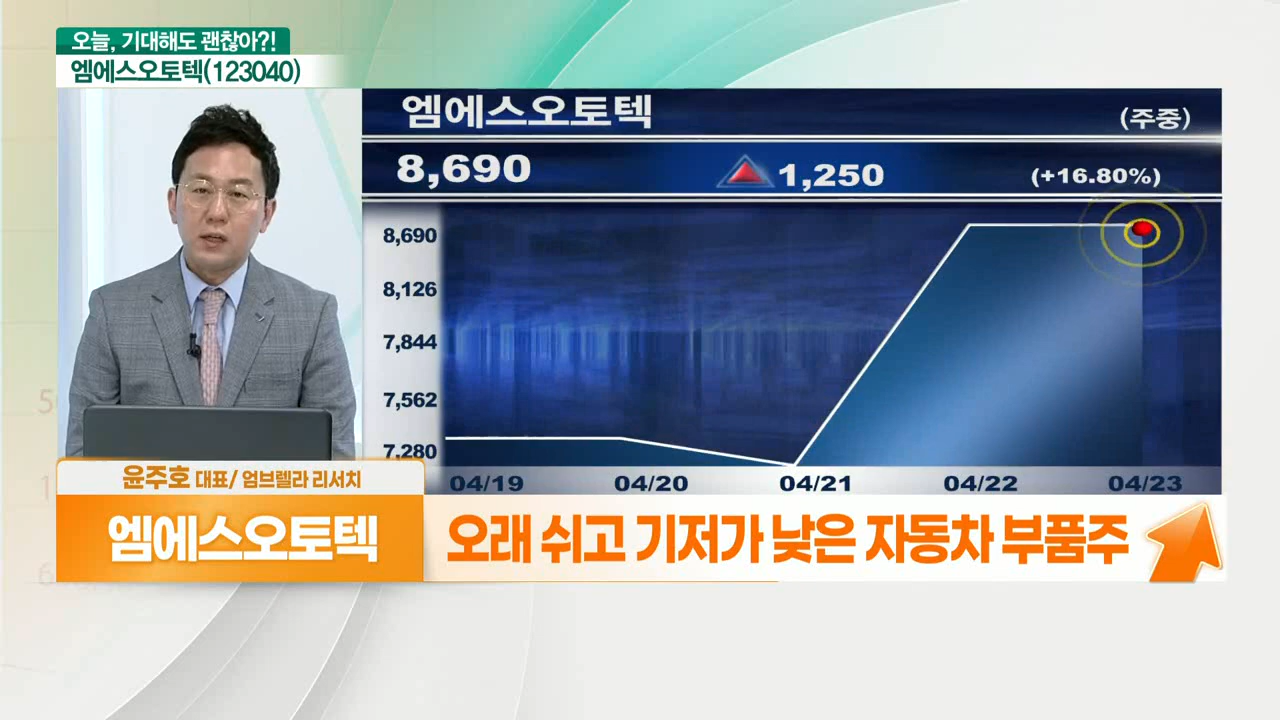 오늘, 기대해도 괜찮아?!
엠에스오토텍(123040)
엠에스오토텍 (주중)
8,690 1,250 (+16.80%)
8,690
8,126
7,844
7,562
7,280
04/19 04/20 04/21 04/22 04/23
윤주호 대표/ 엄브렐라 리서치
엠에스오토텍
오래 쉬고 기저가 낮은 자동차 부품주